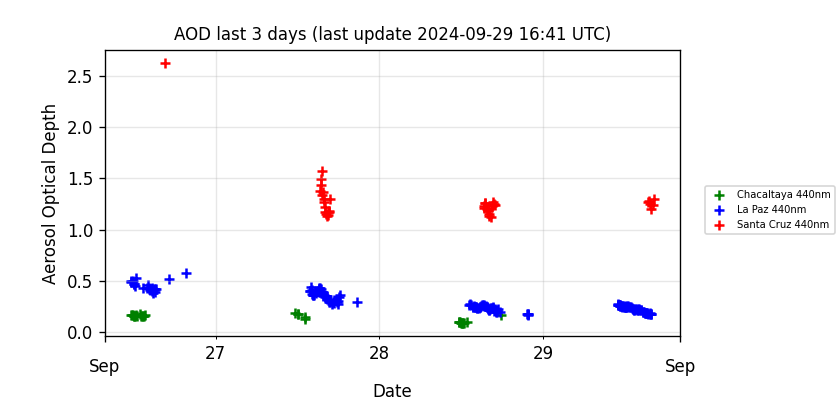 AOD last 3 days (last update 2024-09-29 16:41 UTC)
2.5
2.0
1.5
1.0
0.5
0.0
Aerosol Optical Depth
27
28
29
Sep
Sep
Date
Chacaltaya 440nm
La Paz 440nm
Santa Cruz 440nm